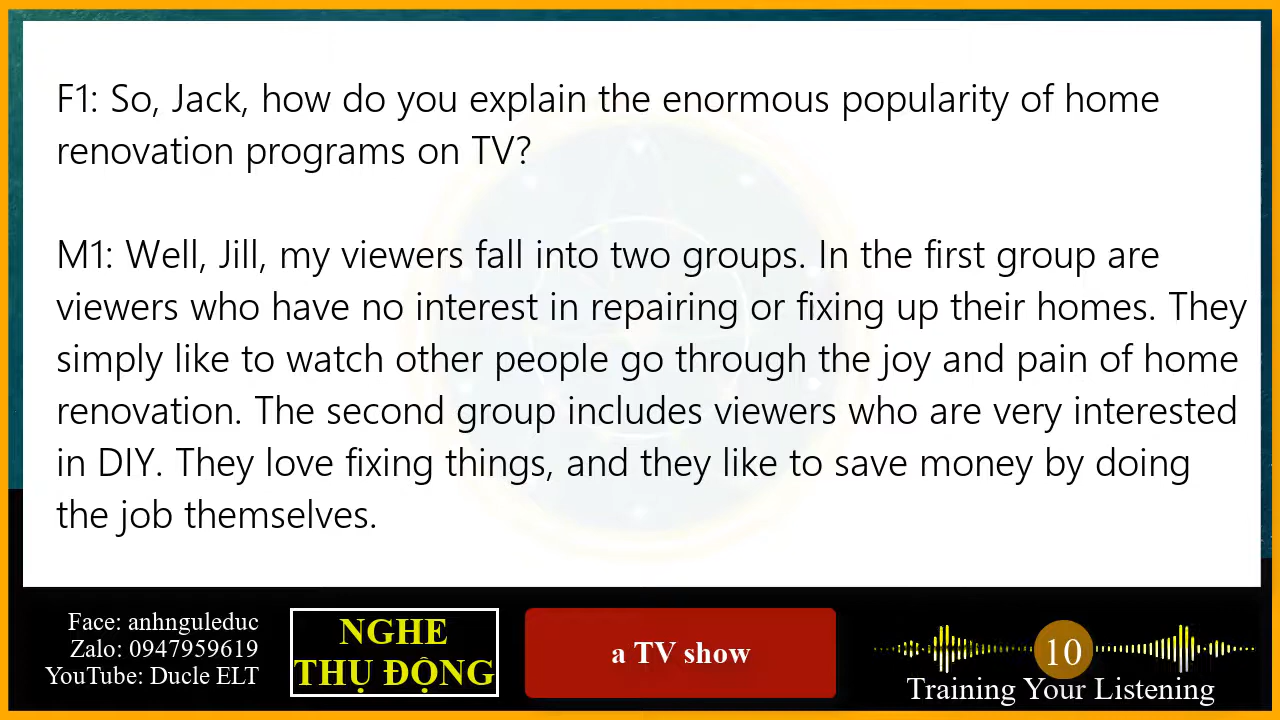 F1: So, Jack, how do you explain the enormous popularity of home
renovation programs on TV?
M1: Well, Jill, my viewers fall into two groups. In the first group are
viewers who have no interest in repairing or fixing up their homes. They
simply like to watch other people go through the joy and pain of home
renovation. The second group includes viewers who are very interested
in DIY. They love fixing things, and they like to save money by doing
the job themselves.
Face: anhnguleduc
Zalo: 0947959619
YouTube: Ducle ELT
NGHE
THỤ ĐỘNG
a TV show
10
Training Your Listening